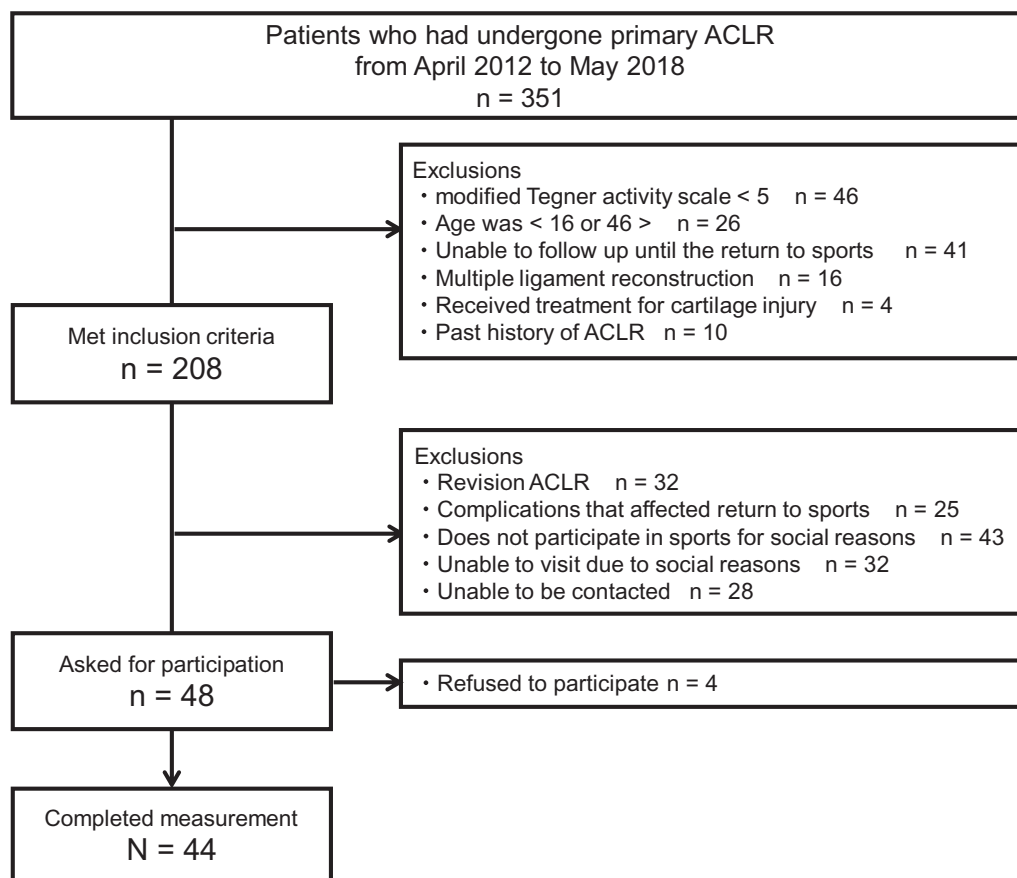 Patients who had undergone primary ACLR
from April 2012 to May 2018
n = 351
Exclusions
・modified Tegner activity scale < 5 n = 46
・Age was < 16 or 46 > n = 26
・Unable to follow up until the return to sports n = 41
・Multiple ligament reconstruction n = 16
・Received treatment for cartilage injury n = 4
・Past history of ACLR n = 10
Met inclusion criteria
n = 208
Exclusions
・Revision ACLR n = 32
・Complications that affected return to sports n = 25
・Does not participate in sports for social reasons n = 43
・Unable to visit due to social reasons n = 32
・Unable to be contacted n = 28
Asked for participation
n = 48
・Refused to participate n = 4
Completed measurement
N = 44